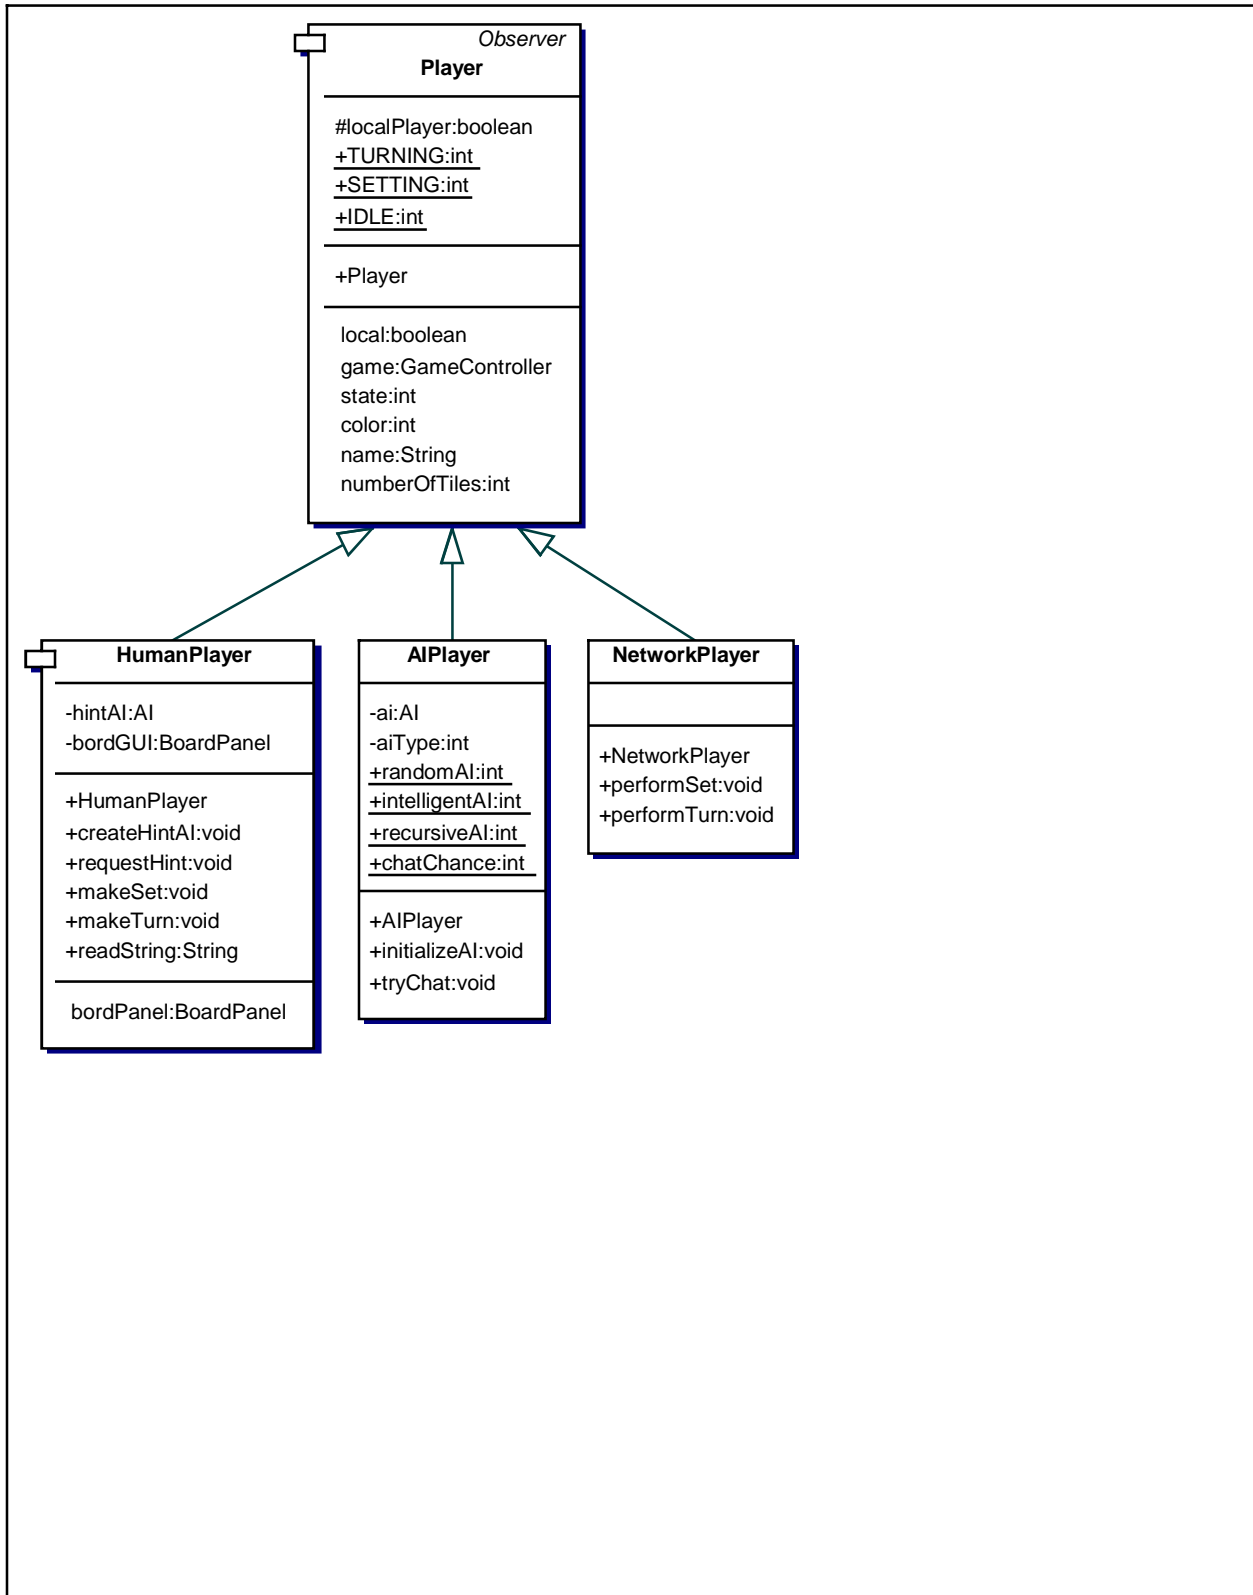 Observer
Player
#localPlayer:boolean
+TURNING:int
+SETTING:int
+IDLE:int
+Player
local:boolean
game:GameController
state:int
color:int
name:String
numberOfTiles:int
HumanPlayer
-hintAI:AI
-bordGUI:BoardPanel
+HumanPlayer
+createHintAI:void
+requestHint:void
+makeSet:void
+makeTurn:void
+readString:String
bordPanel:BoardPanel
AIPlayer
-ai:AI
-aiType:int
+randomAI:int
+intelligentAI:int
+recursiveAI:int
+chatChance:int
+AIPlayer
+initializeAI:void
+tryChat:void
NetworkPlayer
+NetworkPlayer
+performSet:void
+performTurn:void